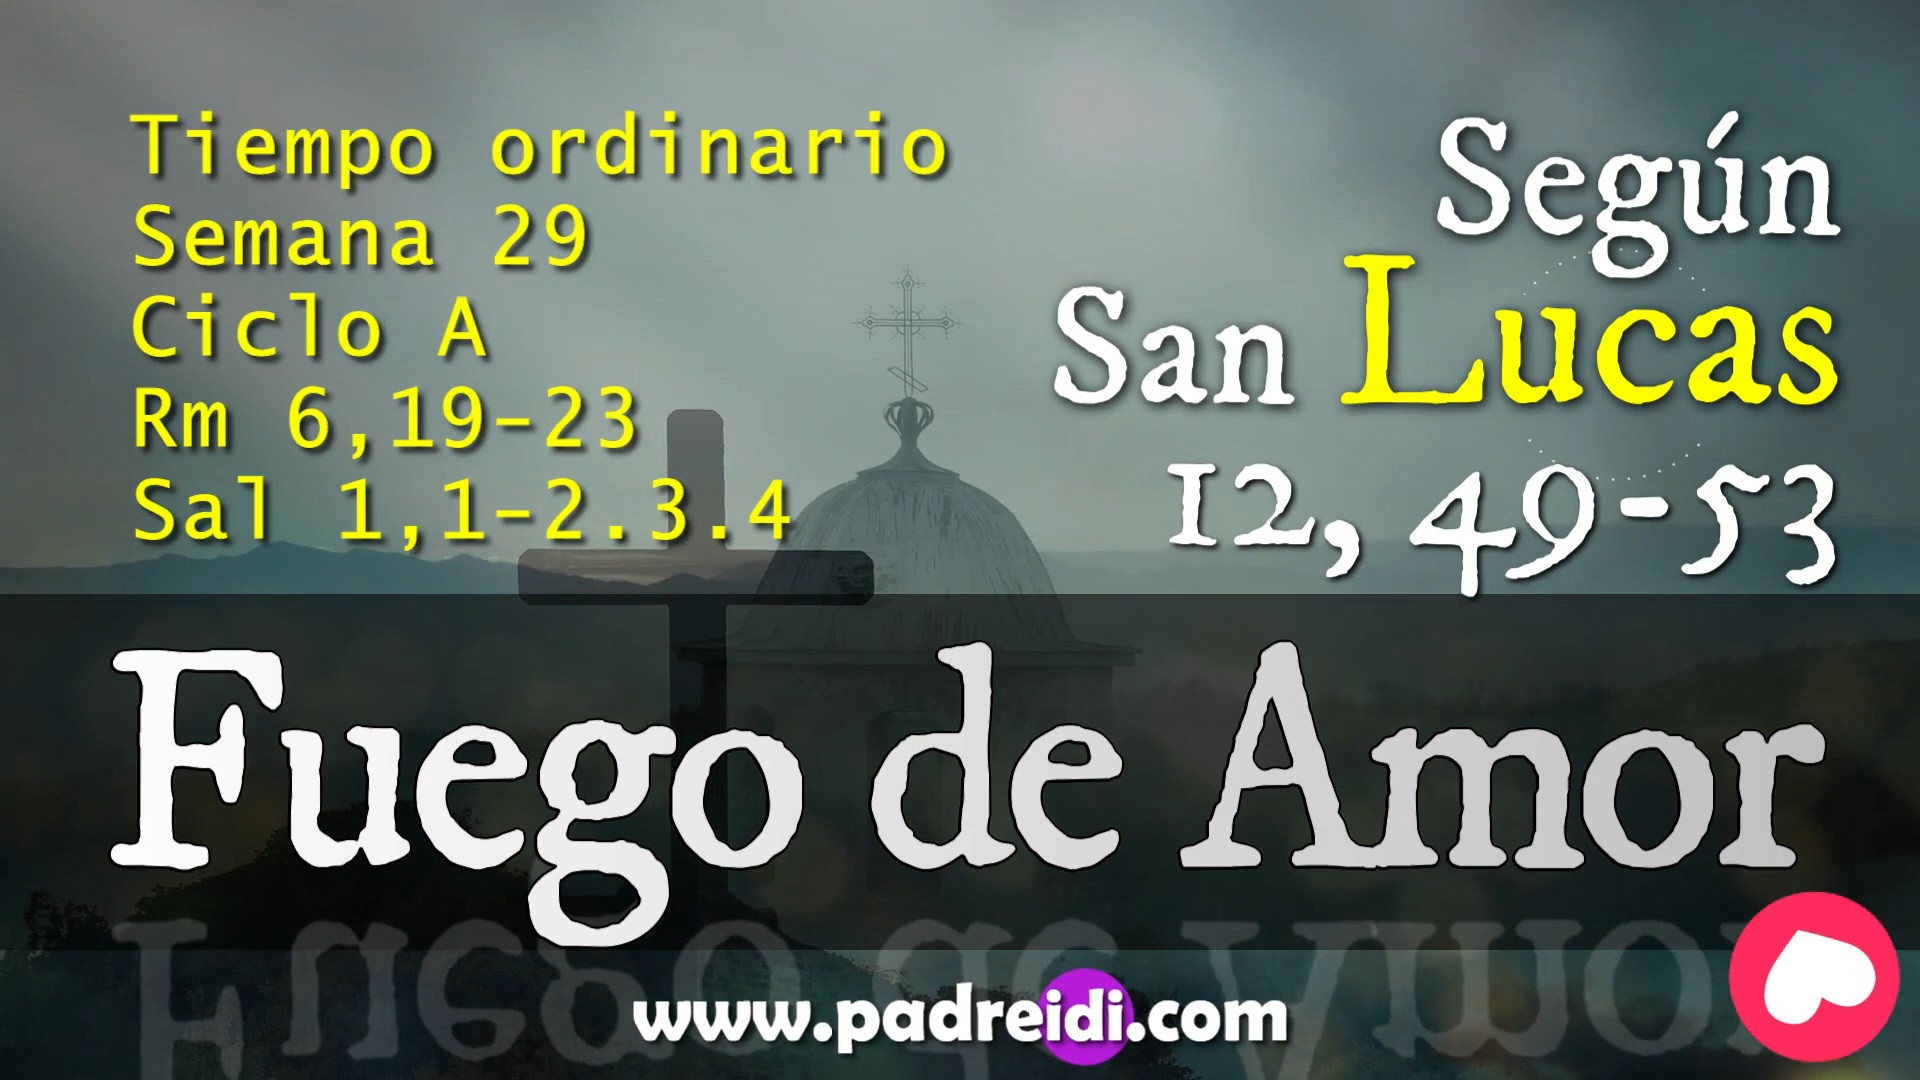 Tiempo ordinario
Semana 29
Ciclo A
Rm 6,19-23
Sal 1,1-2.3.4
Según
San Lucas
12, 49-53
Fuego de Amor
www.padreidi.com